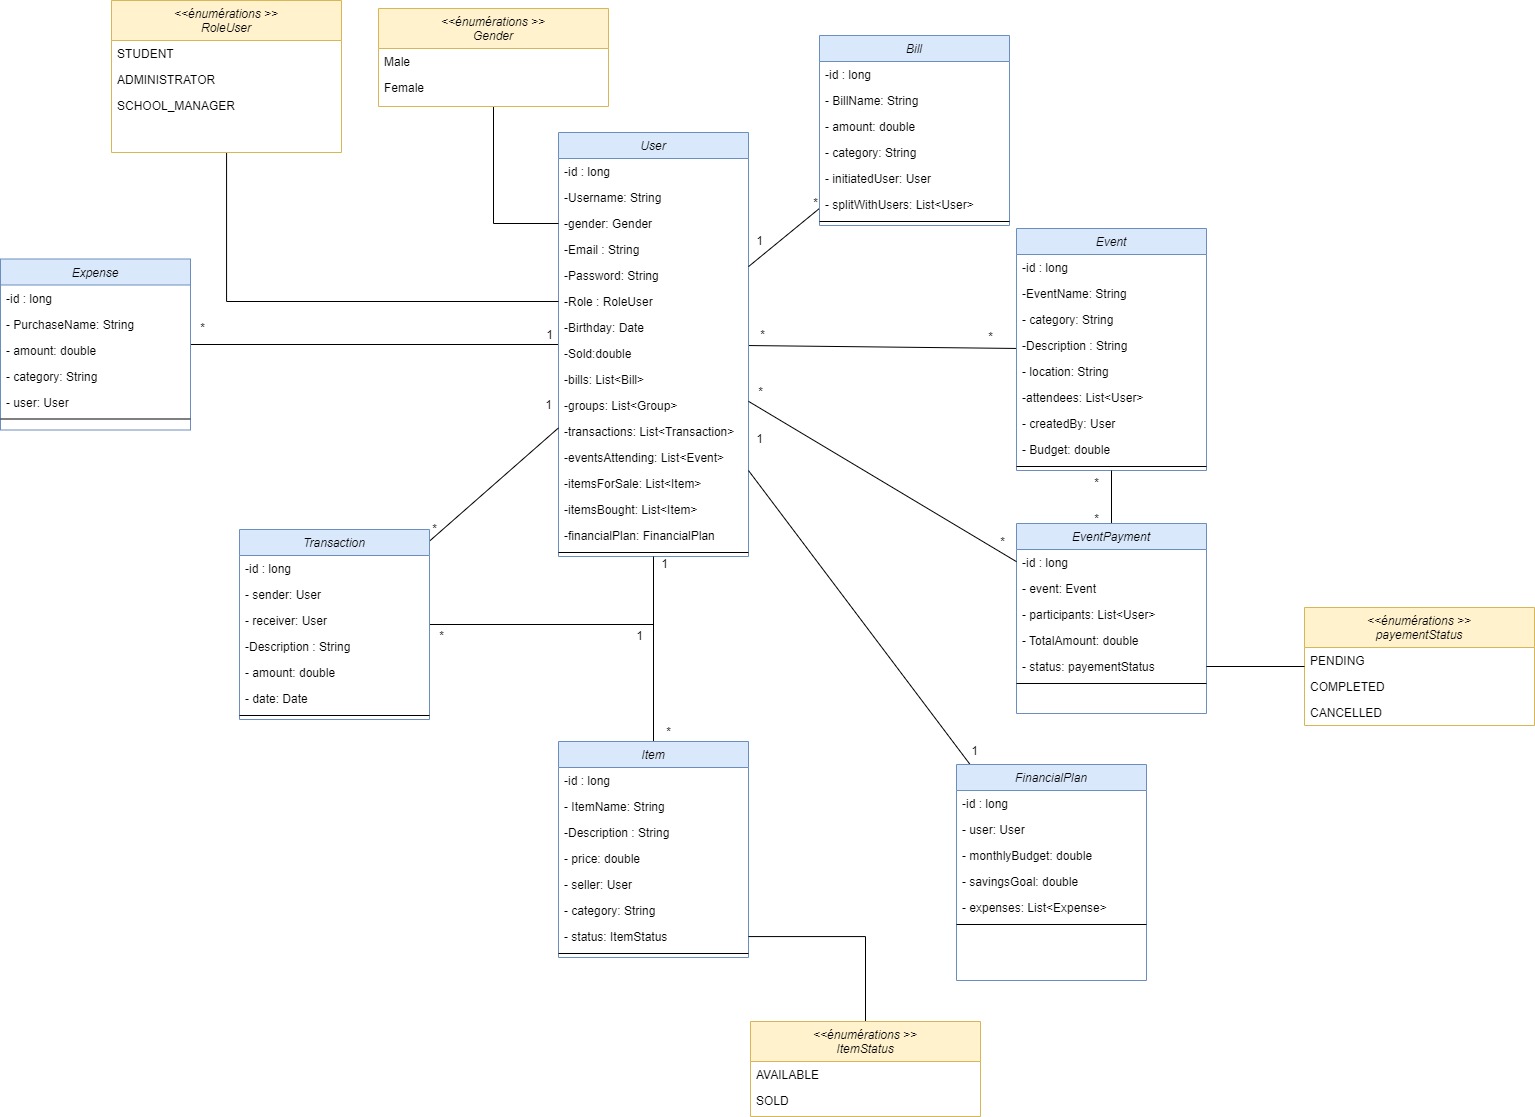 <<énumérations >>
RoleUser
STUDENT
ADMINISTRATOR
SCHOOL_MANAGER
<<énumérations >>
Gender
Male
Female
Bill
-id : long
- BillName: String
- amount: double
- category: String
- initiatedUser: User
- splitWithUsers: List<User>
User
-id : long
-Username: String
-gender: Gender
-Email : String
-Password: String
-Role : RoleUser
-Birthday: Date
-Sold:double
-bills: List<Bill>
-groups: List<Group>
-transactions: List<Transaction>
-eventsAttending: List<Event>
-itemsForSale: List<Item>
-itemsBought: List<Item>
-financialPlan: FinancialPlan
*
1
Event
-id : long
-EventName: String
- category: String
-Description : String
- location: String
-attendees: List<User>
- createdBy: User
- Budget: double
Expense
-id : long
- PurchaseName: String
- amount: double
- category: String
- user: User
*
1
*
*
1
*
1
*
*
*
*
1
Transaction
-id : long
- sender: User
- receiver: User
-Description : String
- amount: double
- date: Date
*
1
EventPayment
-id : long
- event: Event
- participants: List<User>
- TotalAmount: double
- status: payementStatus
<<énumérations >>
payementStatus
PENDING
COMPLETED
CANCELLED
*
1
Item
-id : long
- ItemName: String
-Description : String
- price: double
- seller: User
- category: String
- status: ItemStatus
FinancialPlan
-id : long
- user: User
- monthlyBudget: double
- savingsGoal: double
- expenses: List<Expense>
<<énumérations >>
ItemStatus
AVAILABLE
SOLD